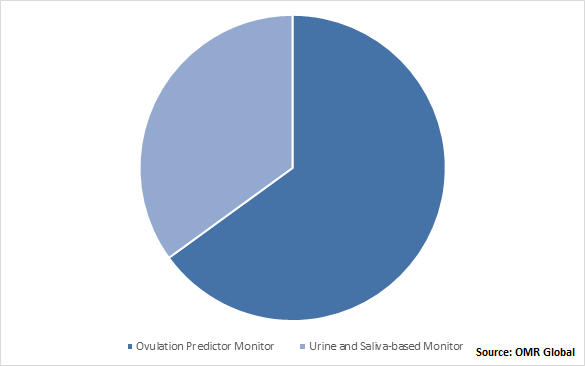 Ovulation Predictor Monitor
Urine and Saliva-based Monitor
Source: OMR Global